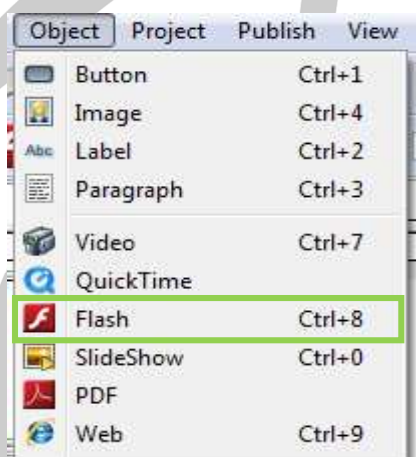 Object Project Publish View
Button Ctrl+1
Image Ctrl+4
Abc Label Ctrl+2
Paragraph Ctrl+3
Video Ctrl+7
QuickTime
Flash Ctrl+8
SlideShow Ctrl+0
PDF
Web Ctrl+9